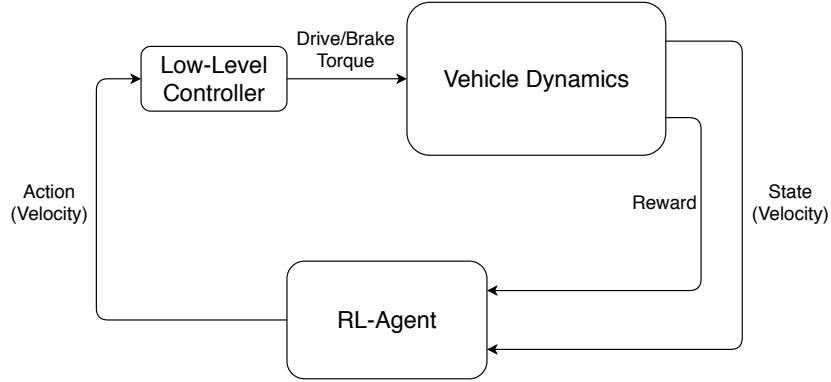 Drive/Brake
Torque
Low-Level
Controller
Vehicle Dynamics
Action
(Velocity)
Reward
State
(Velocity)
RL-Agent